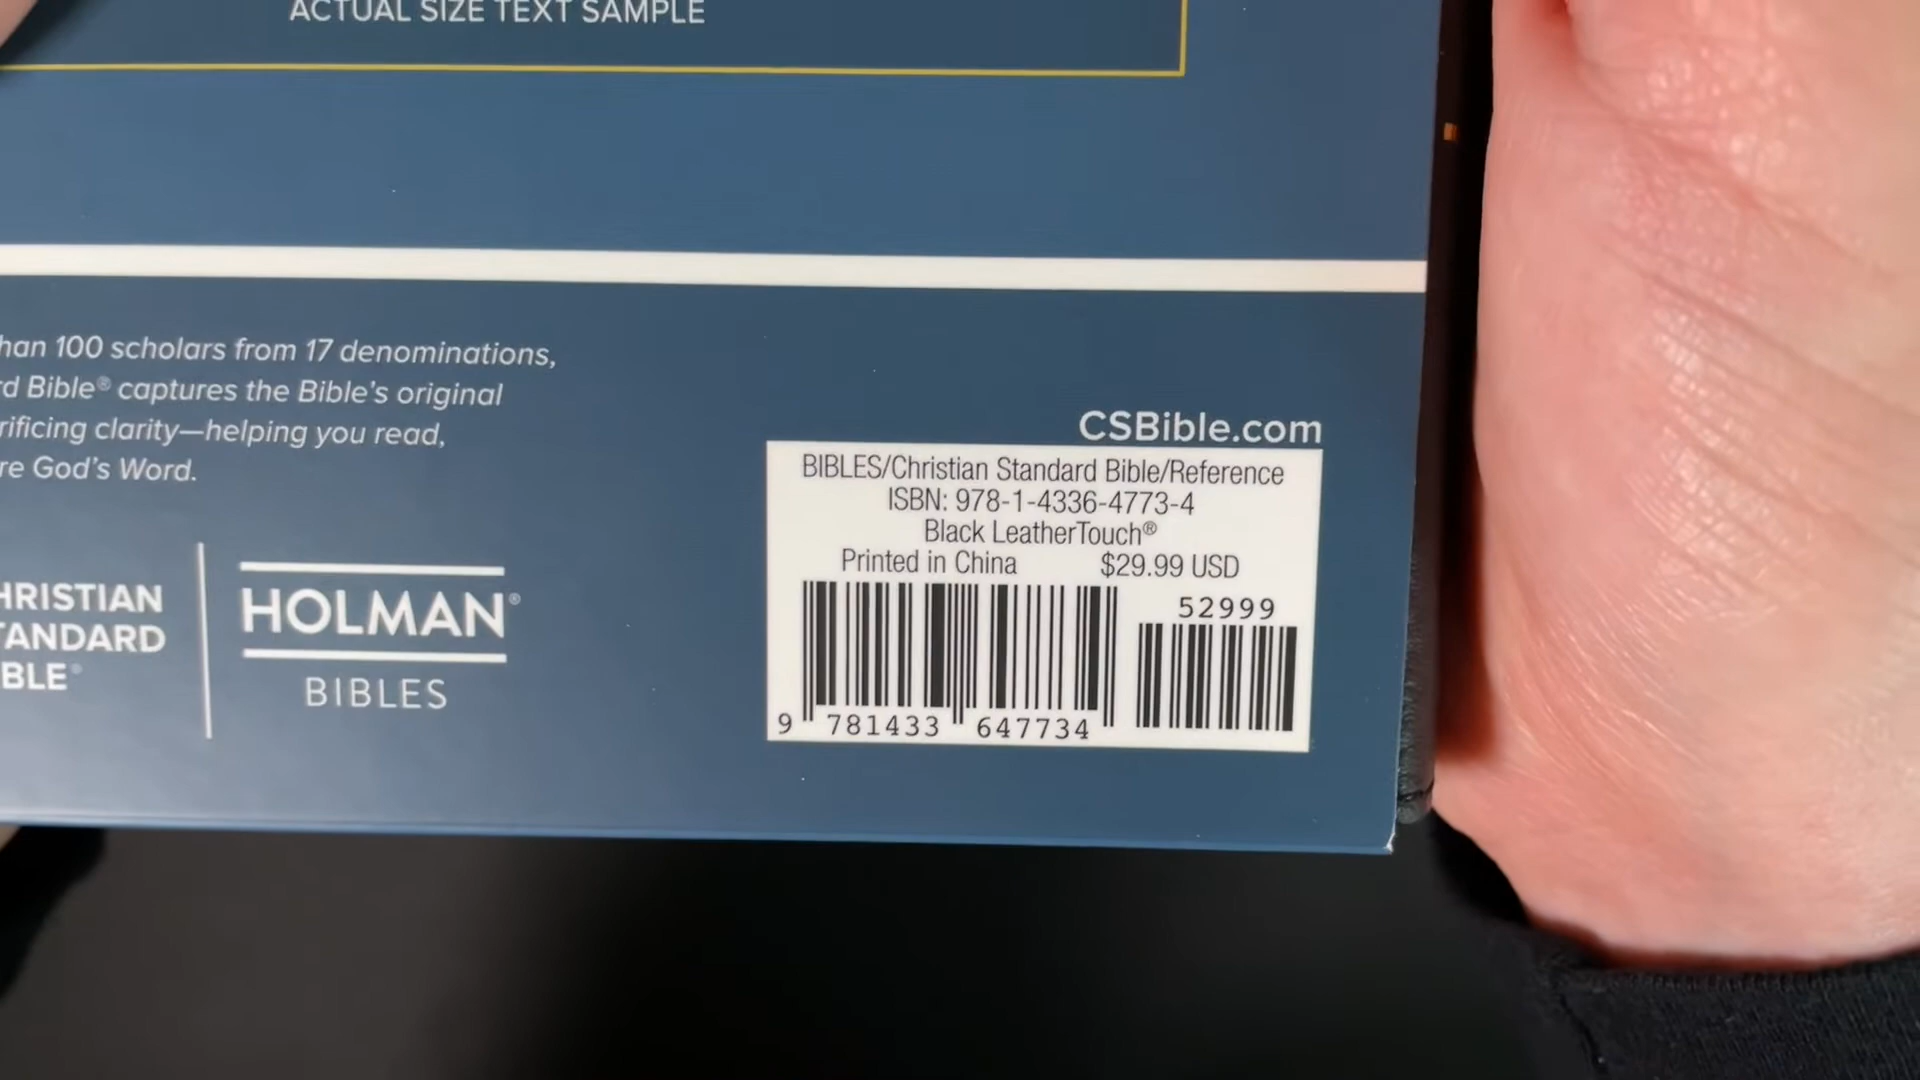 ACTUAL SIZE TEXT SAMPLE
han 100 scholars from 17 denominations,
rd Bible® captures the Bible's original
rificing clarity—helping you read,
re God's Word.
HRISTIAN
TANDARD
BLE®
HOLMAN®
BIBLES
CSBible.com
BIBLES/Christian Standard Bible/Reference
ISBN: 978-1-4336-4773-4
Black LeatherTouch®
Printed in China $29.99 USD
52999
9 781433 647734